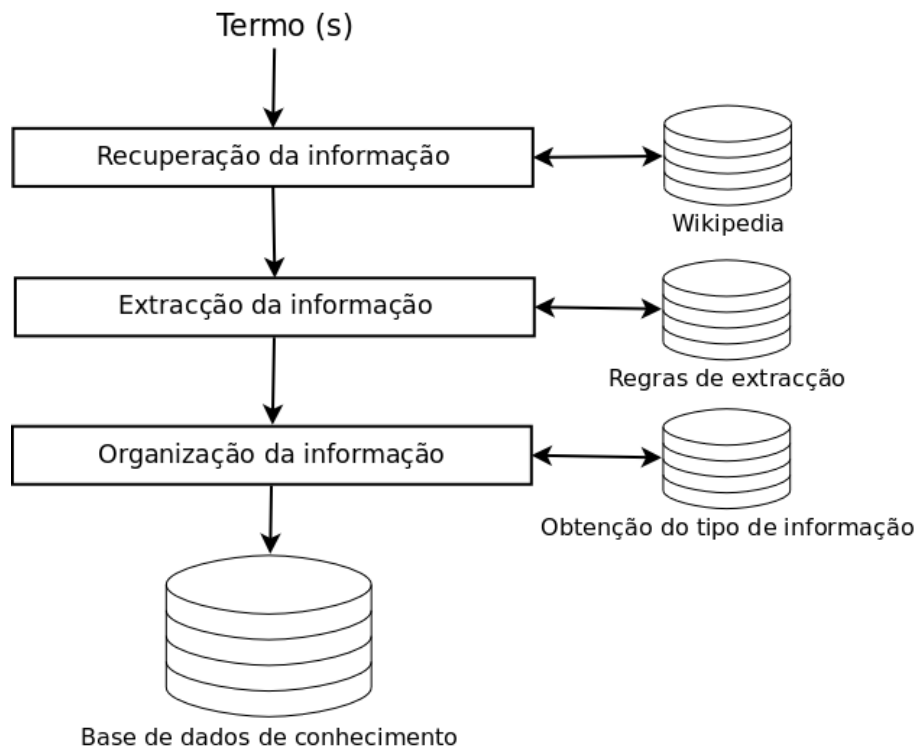 Termo (s)
Recuperação da informação
Wikipedia
Extracção da informação
Regras de extracção
Organização da informação
Obtenção do tipo de informação
Base de dados de conhecimento